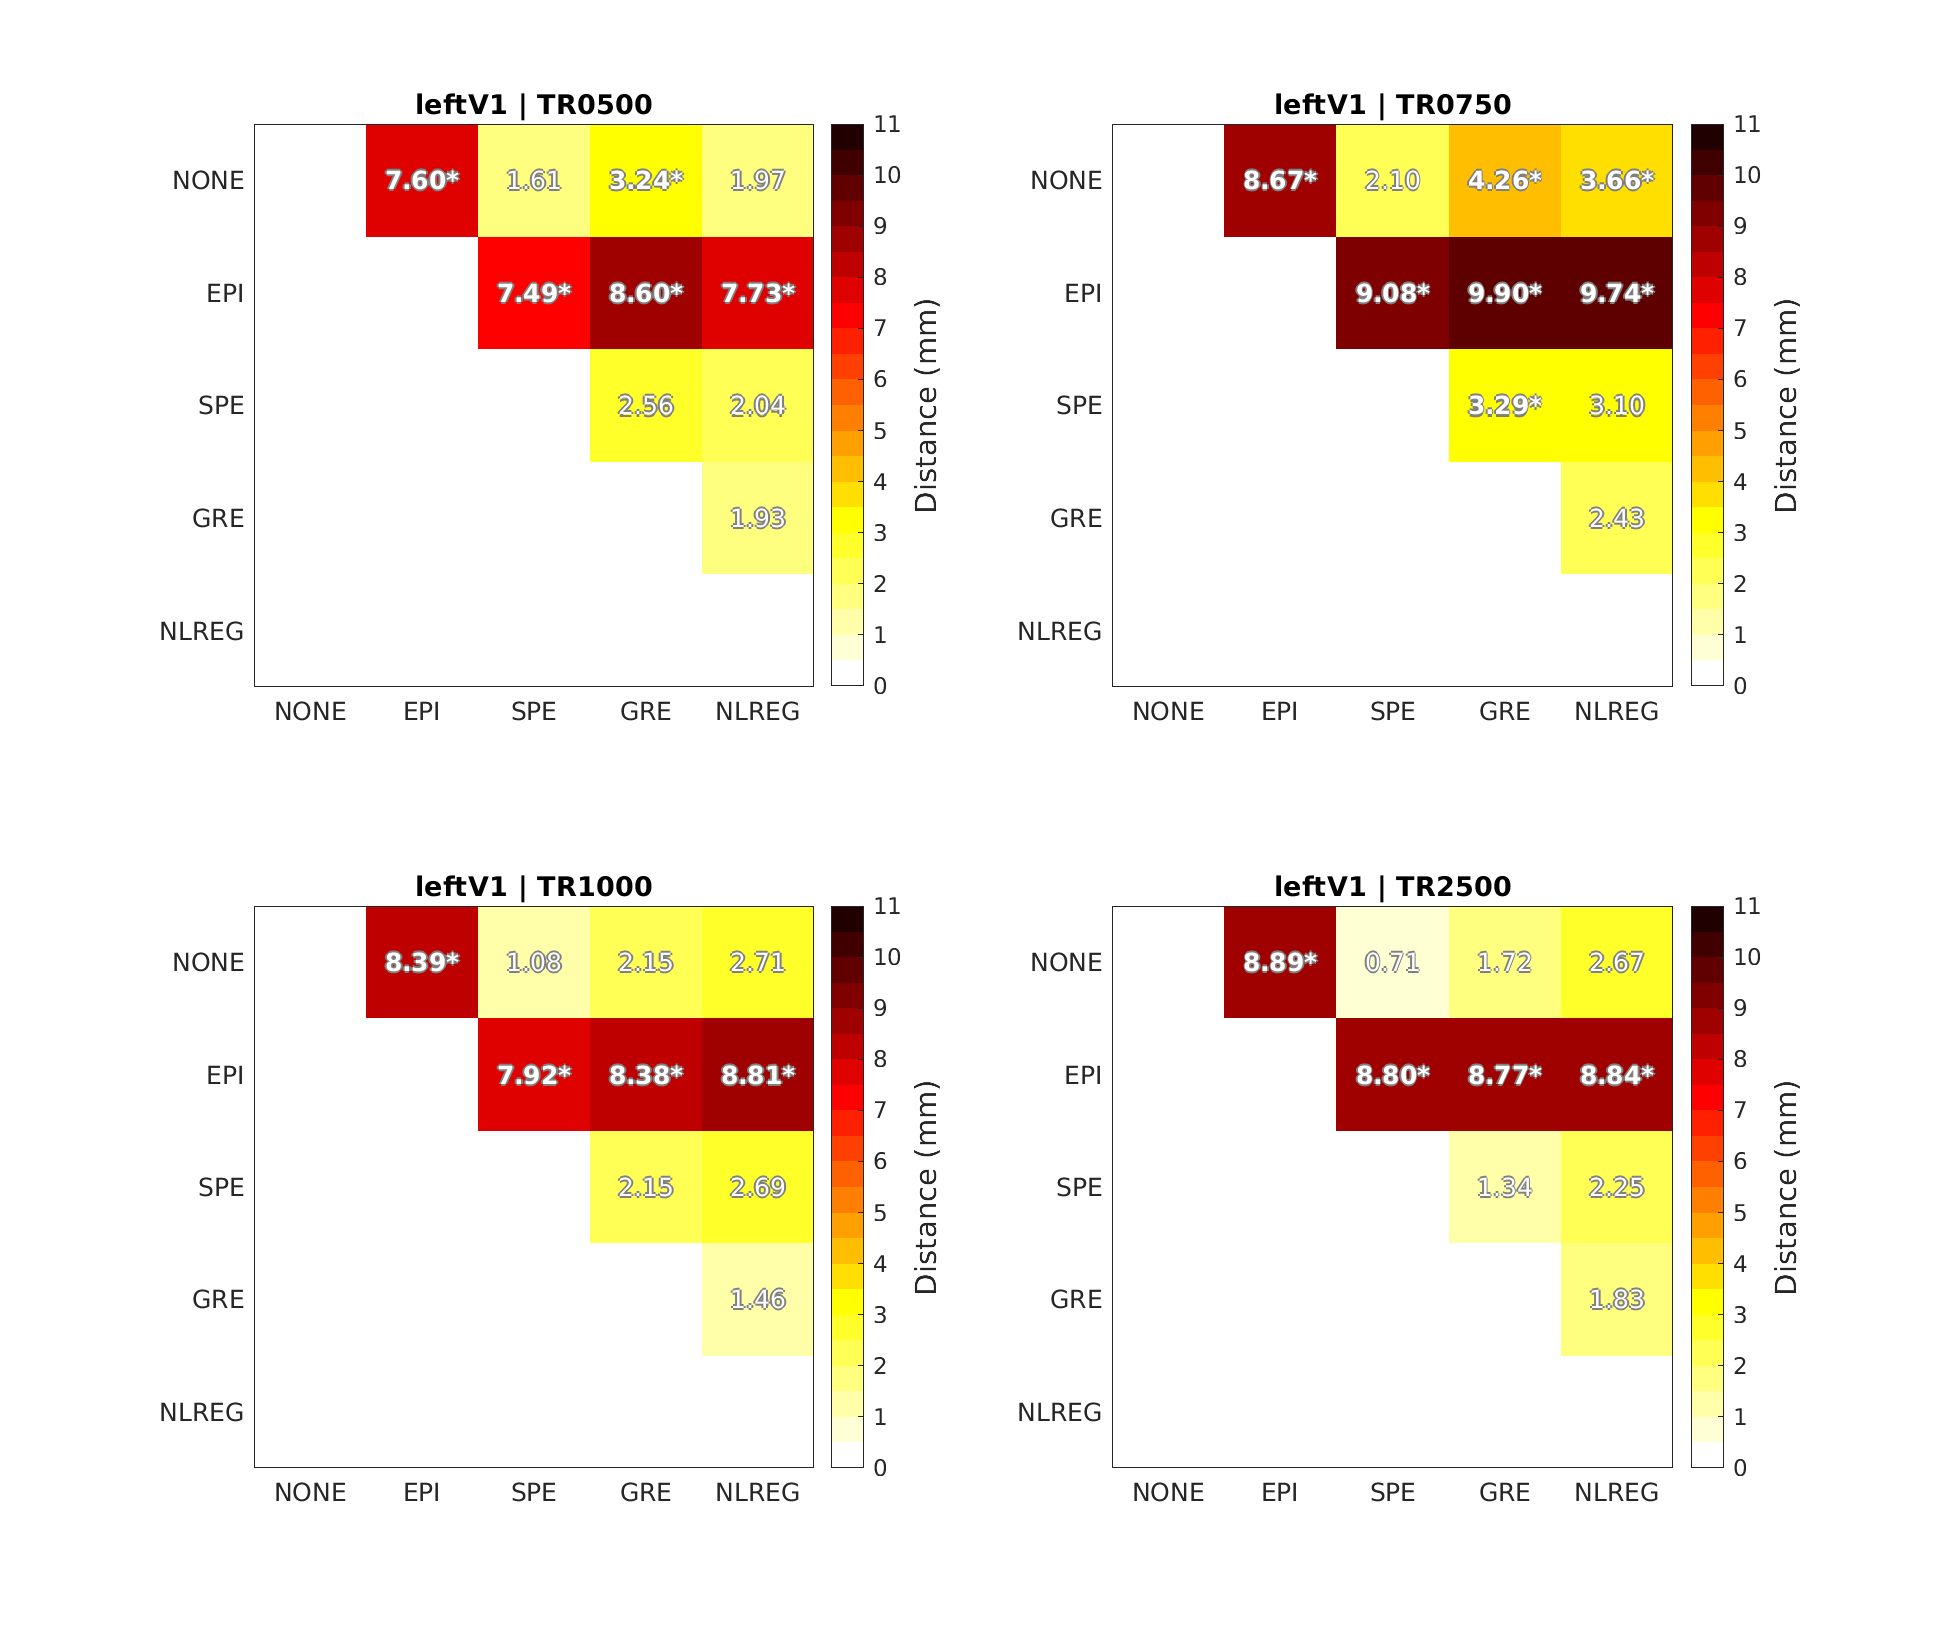 leftV1 | TR0500
11
NONE 7.60* 1.61 3.24* 1.97 10
9
EPI 7.49* 8.60* 7.73* 8
7
6
SPE 2.56 2.04 5
4
GRE 1.93 3
2
NLREG 1
0
NONE EPI SPE GRE NLREG
Distance (mm)
leftV1 | TR0750
11
NONE 8.67* 2.10 4.26* 3.66* 10
9
EPI 9.08* 9.90* 9.74* 8
7
6
SPE 3.29* 3.10 5
4
GRE 2.43 3
2
NLREG 1
0
NONE EPI SPE GRE NLREG
Distance (mm)
leftV1 | TR1000
11
NONE 8.39* 1.08 2.15 2.71 10
9
EPI 7.92* 8.38* 8.81* 8
7
6
SPE 2.15 2.69 5
4
GRE 1.46 3
2
NLREG 1
0
NONE EPI SPE GRE NLREG
Distance (mm)
leftV1 | TR2500
11
NONE 8.89* 0.71 1.72 2.67 10
9
EPI 8.80* 8.77* 8.84* 8
7
6
SPE 1.34 2.25 5
4
GRE 1.83 3
2
NLREG 1
0
NONE EPI SPE GRE NLREG
Distance (mm)